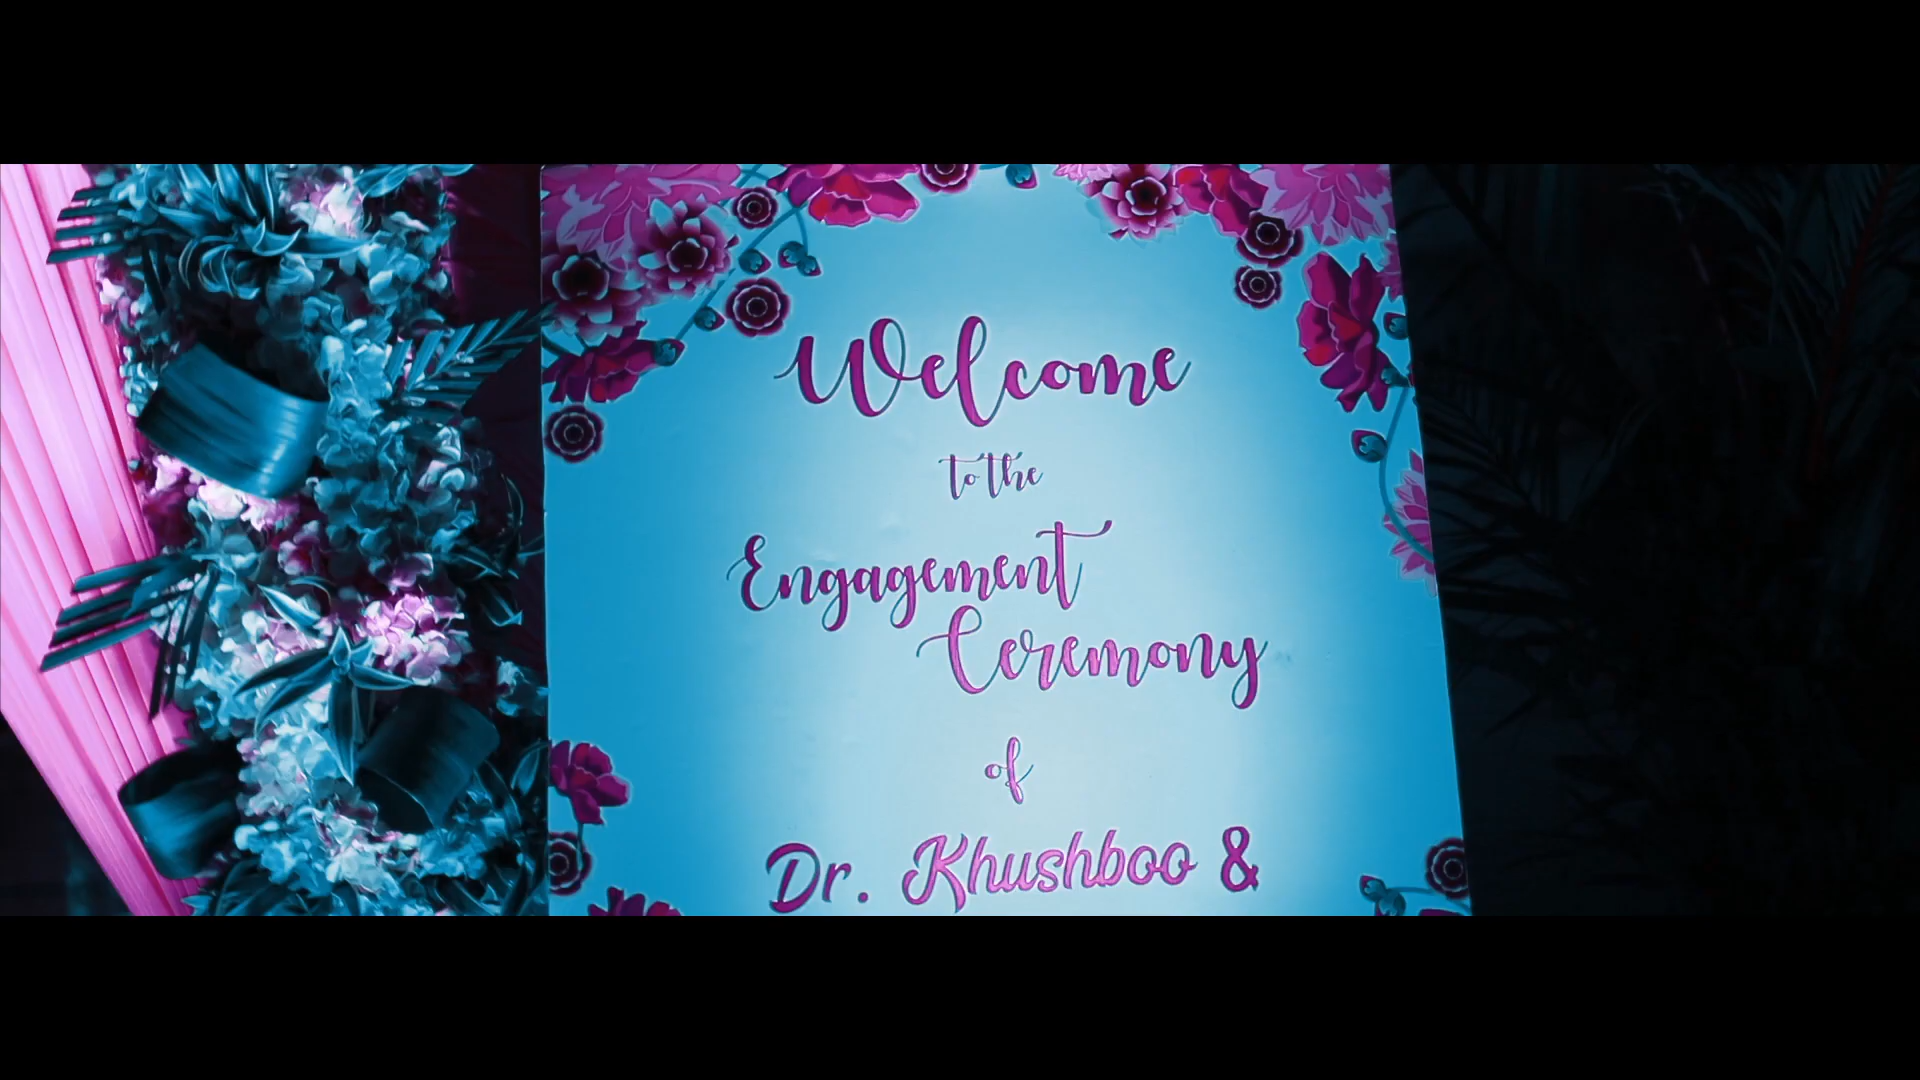 Welcome
to the
Engagement
Ceremony
of
Dr. Khushboo &